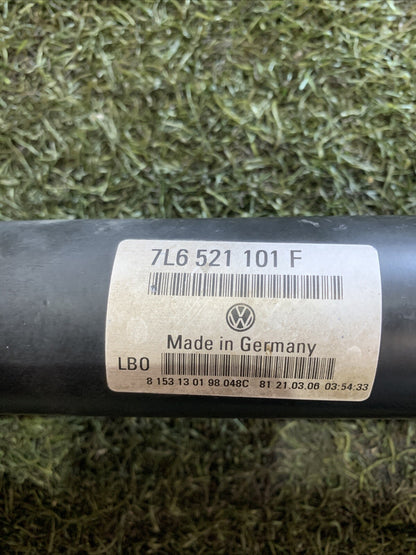 7L6 521 101 F
VW
Made in Germany
LBO
8 153 13 01 98 048C 81 21.03.06 03:54:33